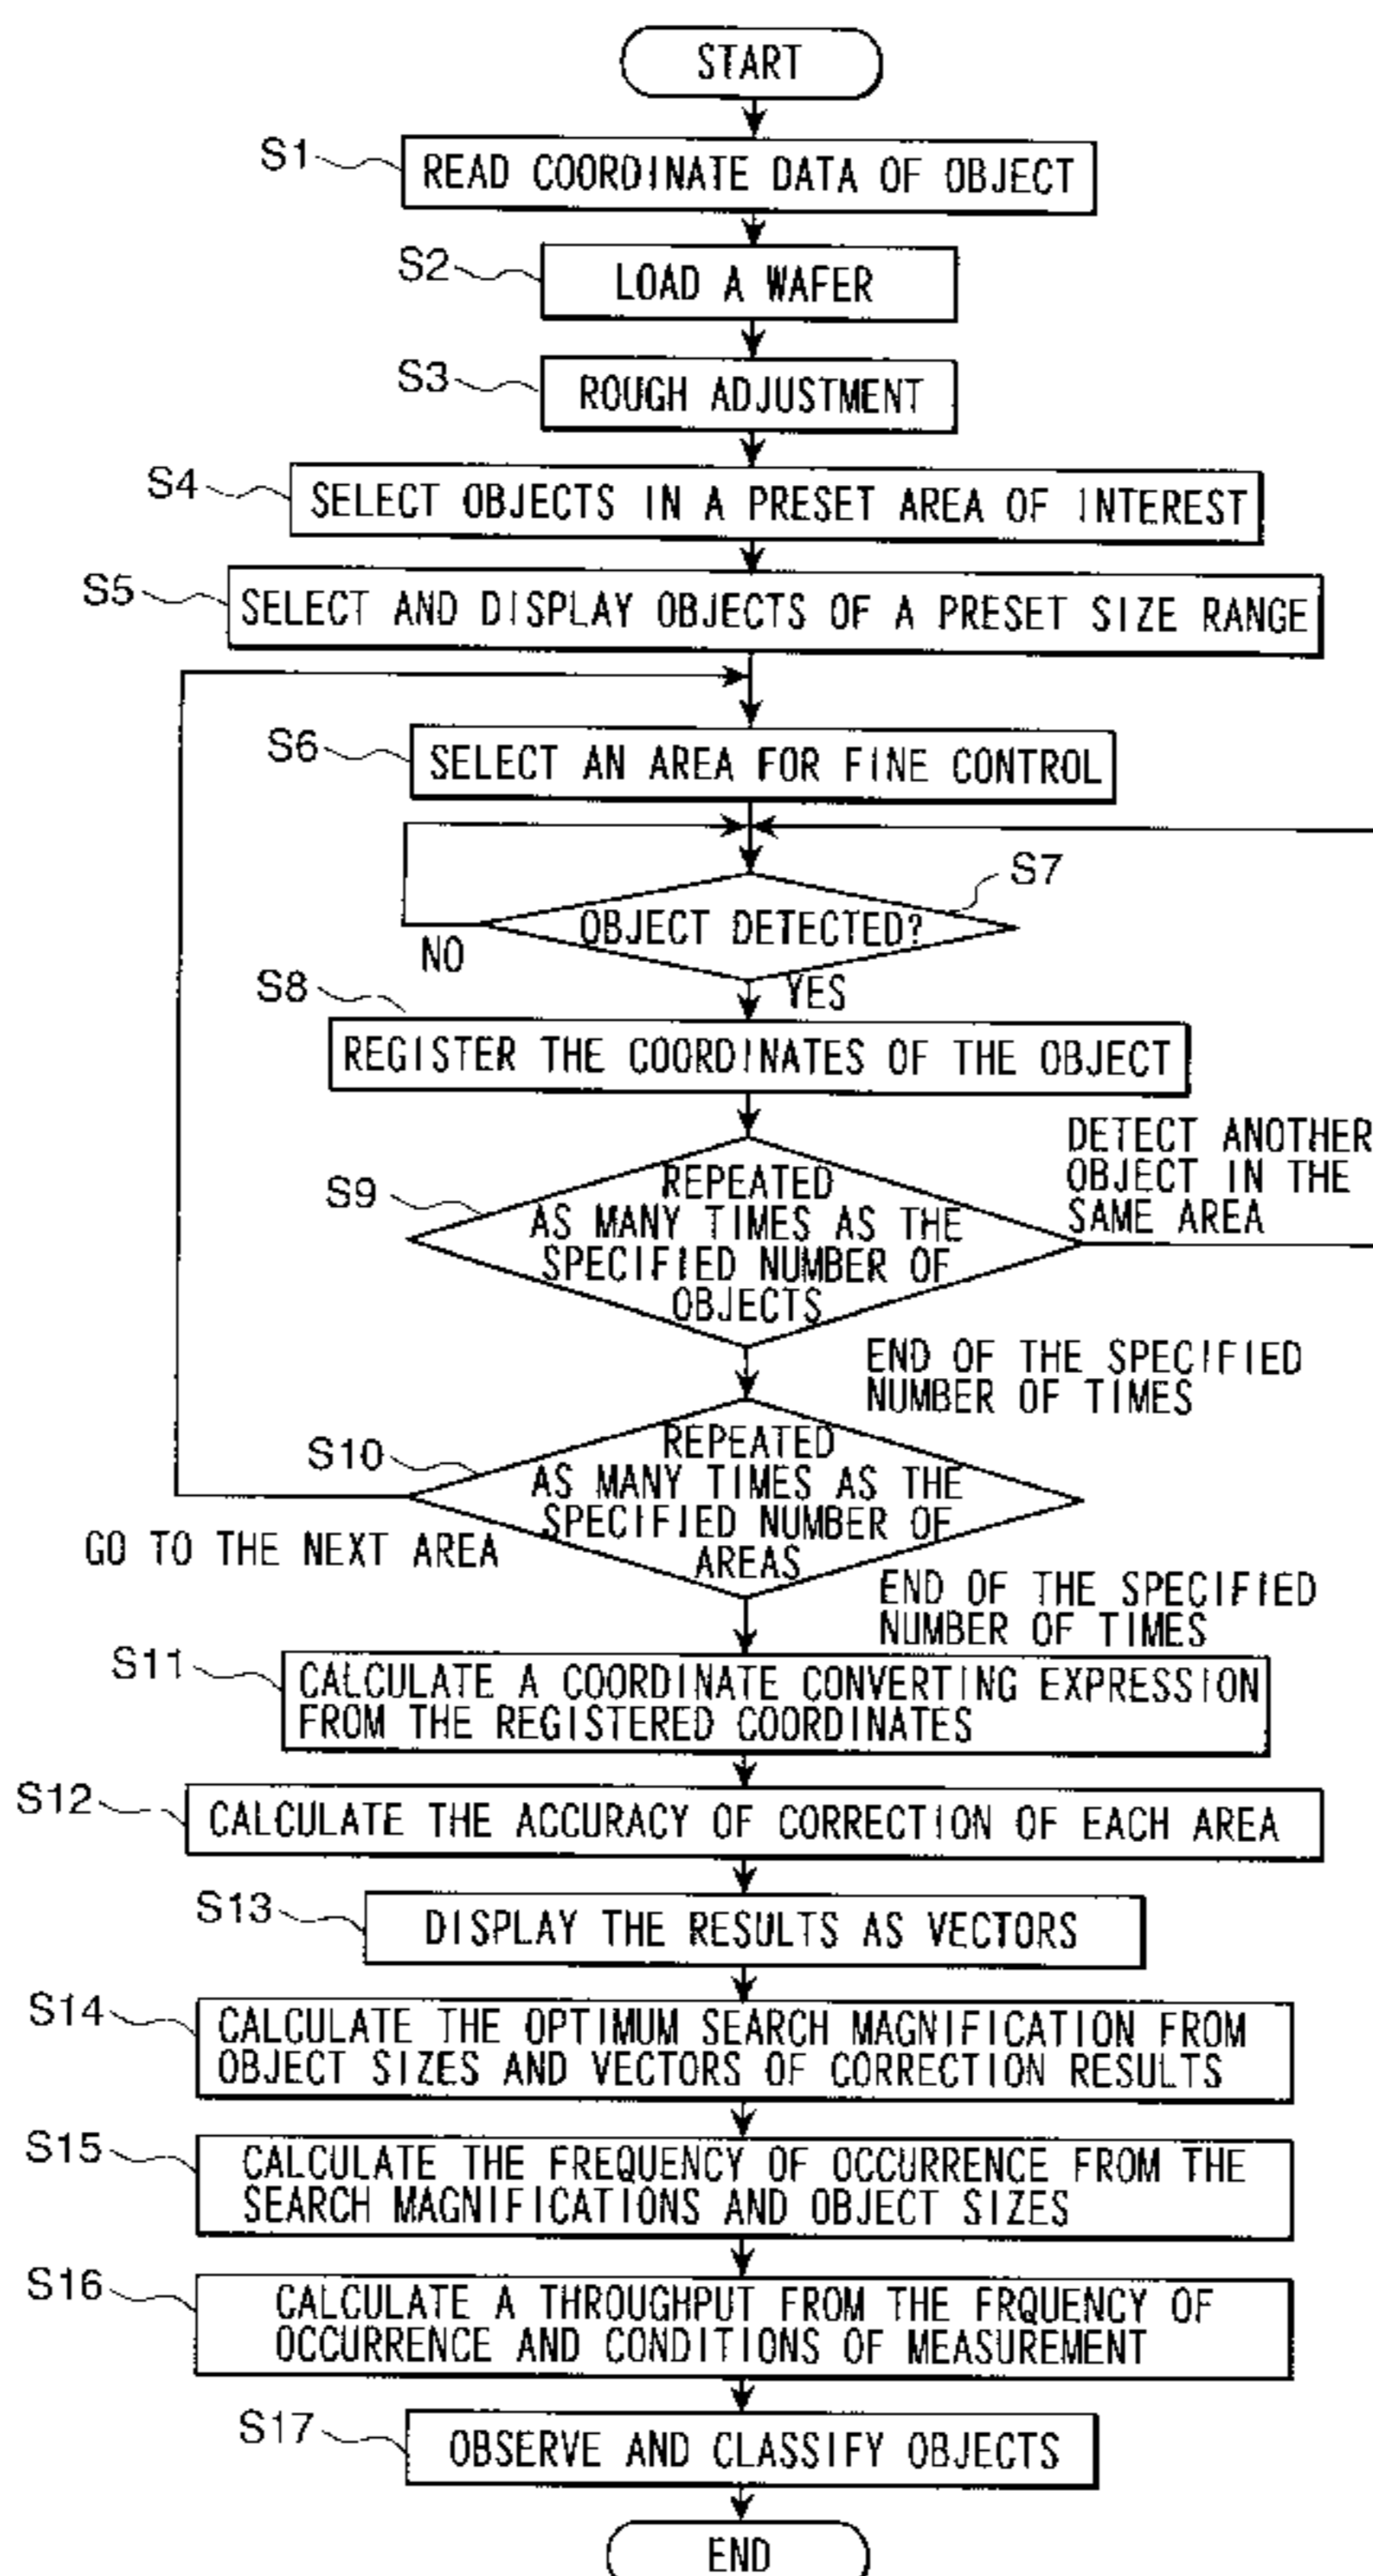 START
S1
READ COORDINATE DATA OF OBJECT
S2
LOAD A WAFER
S3
ROUGH ADJUSTMENT
S4
SELECT OBJECTS IN A PRESET AREA OF INTEREST
S5
SELECT AND DISPLAY OBJECTS OF A PRESET SIZE RANGE
S6
SELECT AN AREA FOR FINE CONTROL
S7
OBJECT DETECTED?
NO
YES
S8
REGISTER THE COORDINATES OF THE OBJECT
S9
REPEATED
AS MANY TIMES AS THE
SPECIFIED NUMBER OF
OBJECTS
DETECT ANOTHER
OBJECT IN THE
SAME AREA
END OF THE SPECIFIED
NUMBER OF TIMES
S10
REPEATED
AS MANY TIMES AS THE
SPECIFIED NUMBER OF
AREAS
GO TO THE NEXT AREA
END OF THE SPECIFIED
NUMBER OF TIMES
S11
CALCULATE A COORDINATE CONVERTING EXPRESSION
FROM THE REGISTERED COORDINATES
S12
CALCULATE THE ACCURACY OF CORRECTION OF EACH AREA
S13
DISPLAY THE RESULTS AS VECTORS
S14
CALCULATE THE OPTIMUM SEARCH MAGNIFICATION FROM
OBJECT SIZES AND VECTORS OF CORRECTION RESULTS
S15
CALCULATE THE FREQUENCY OF OCCURRENCE FROM THE
SEARCH MAGNIFICATIONS AND OBJECT SIZES
S16
CALCULATE A THROUGHPUT FROM THE FRQUENCY OF
OCCURRENCE AND CONDITIONS OF MEASUREMENT
S17
OBSERVE AND CLASSIFY OBJECTS
END